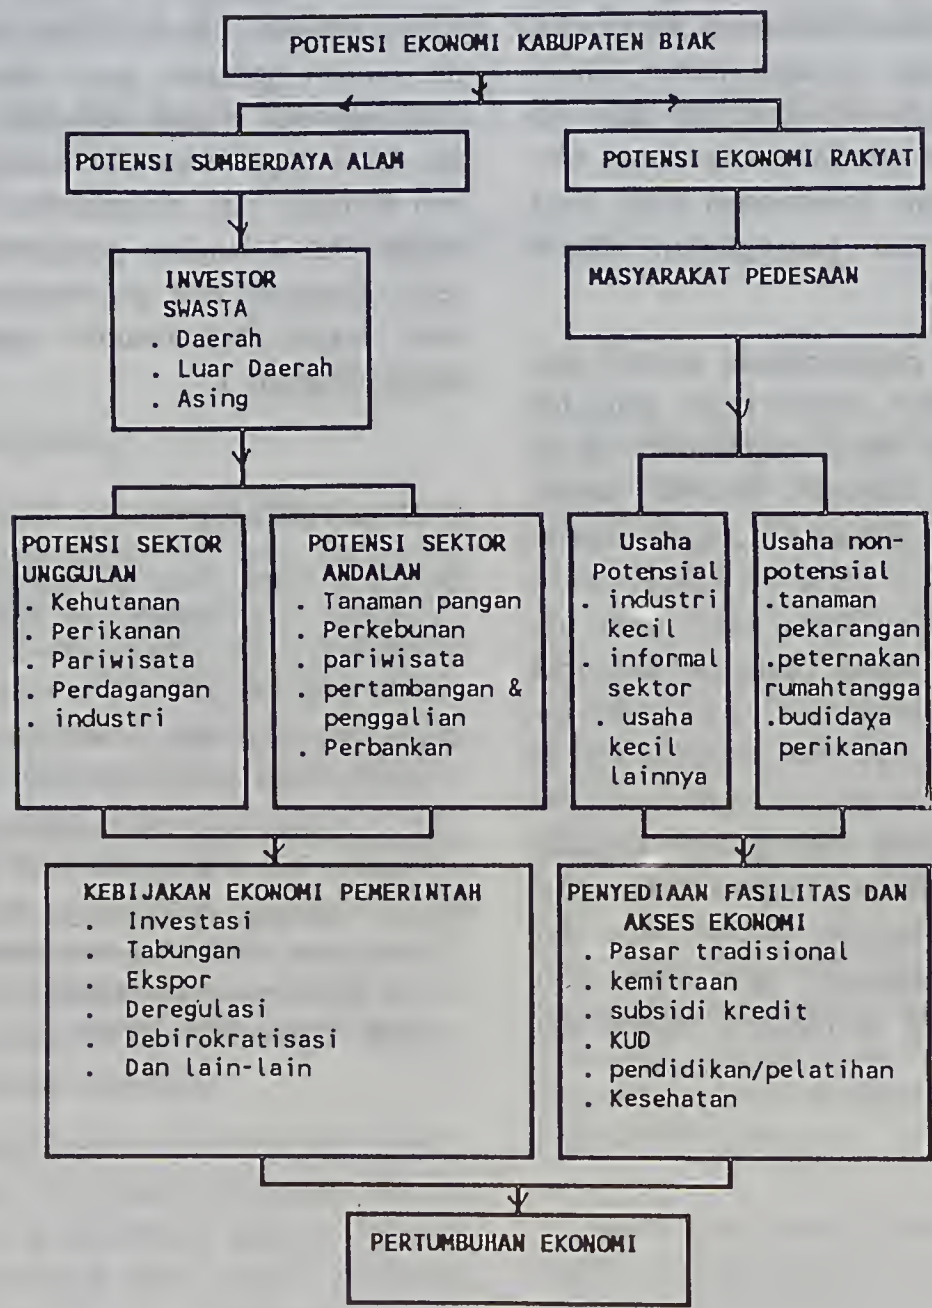 POTENSI EKONOMI KABUPATEN BIAK
POTENSI SUMBERDAYA ALAM
POTENSI EKONOMI RAKYAT
INVESTOR
SWASTA
. Daerah
. Luar Daerah
. Asing
MASYARAKAT PEDESAAN
POTENSI SEKTOR
UNGGULAN
. Kehutanan
. Perikanan
. Pariwisata
. Perdagangan
. industri
POTENSI SEKTOR
ANDALAN
. Tanaman pangan
. Perkebunan
. pariwisata
. pertambangan &
penggalian
. Perbankan
Usaha
Potensial
. industri
kecil
. informal
sektor
. usaha
kecil
lainnya
Usaha non-
potensial
.tanaman
pekarangan
.peternakan
rumahtangga
.budidaya
perikanan
KEBIJAKAN EKONOMI PEMERINTAH
. Investasi
. Tabungan
. Ekspor
. Deregulasi
. Debirokratisasi
. Dan lain-lain
PENYEDIAAN FASILITAS DAN
AKSES EKONOMI
. Pasar tradisional
. kemitraan
. subsidi kredit
. KUD
. pendidikan/pelatihan
. Kesehatan
PERTUMBUHAN EKONOMI